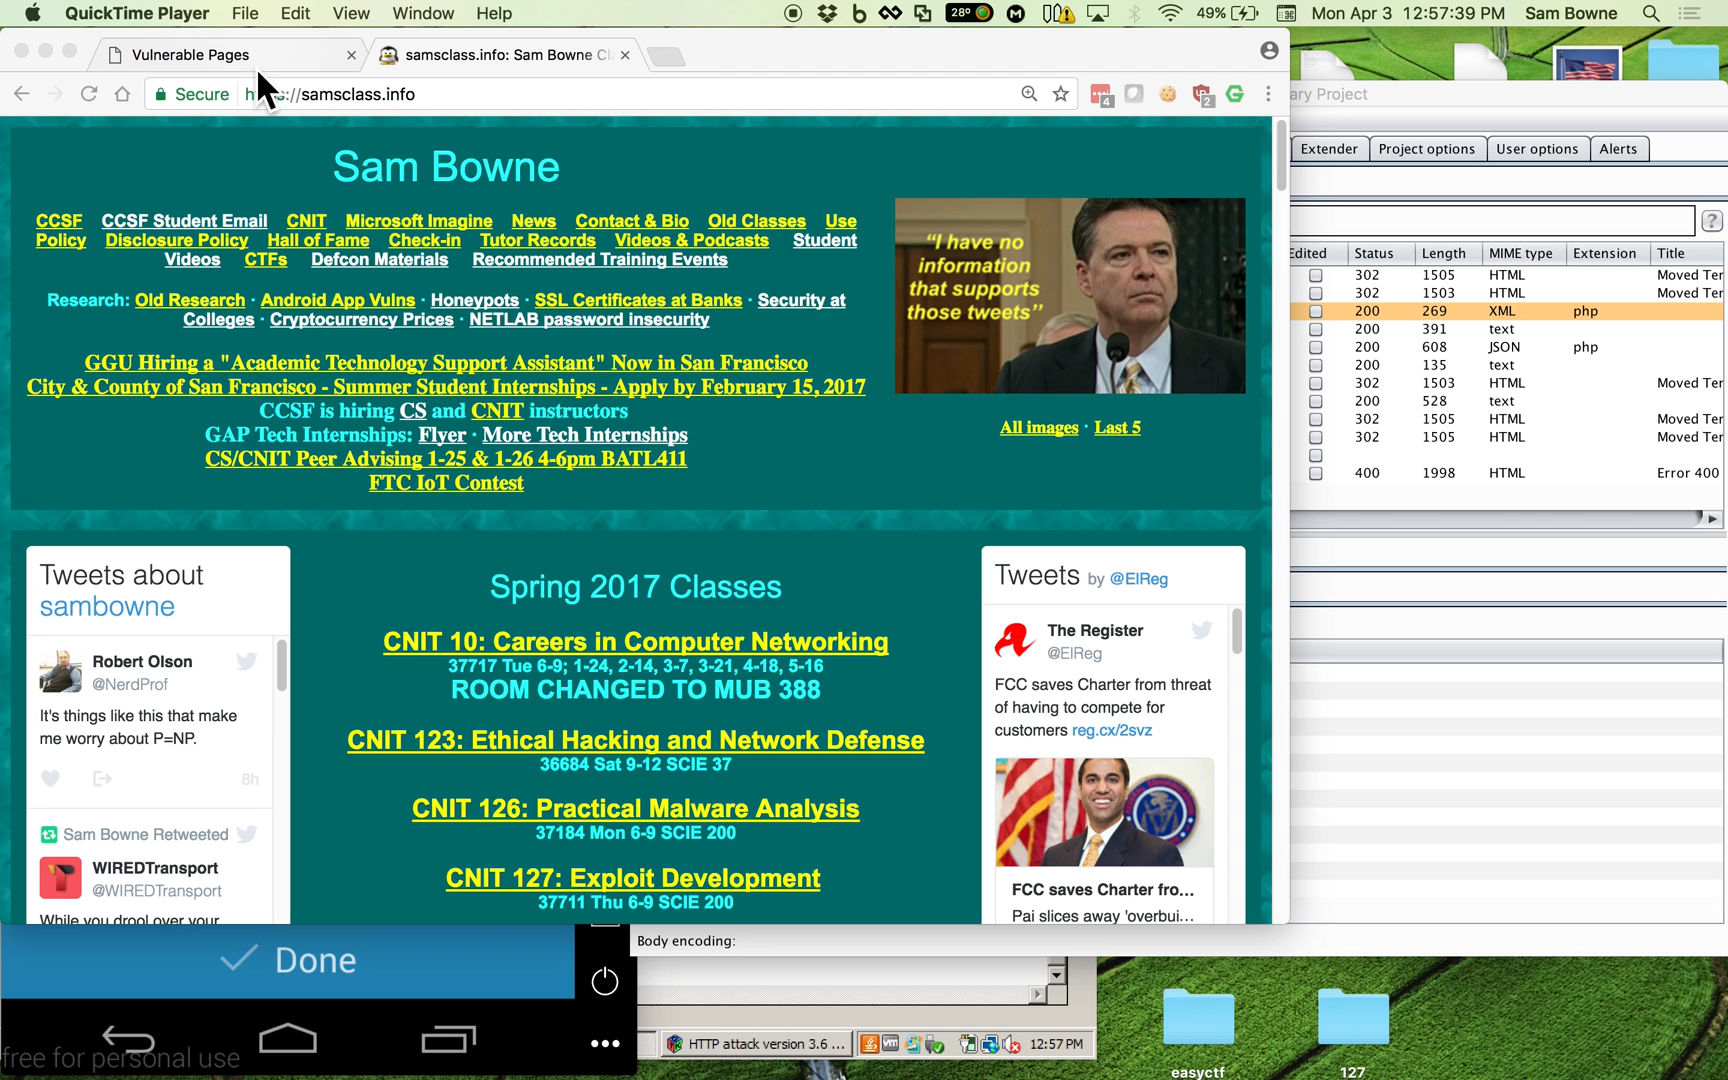 QuickTime Player File Edit View Window Help 28° 49% Mon Apr 3 12:57:39 PM Sam Bowne
Vulnerable Pages
samsclass.info: Sam Bowne Cl
Secure
://samsclass.info
4
2
ary Project
Sam Bowne
CCSF CCSF Student Email CNIT Microsoft Imagine News Contact & Bio Old Classes Use
Policy Disclosure Policy Hall of Fame Check-in Tutor Records Videos & Podcasts Student
Videos CTFs Defcon Materials Recommended Training Events
Research: Old Research · Android App Vulns · Honeypots · SSL Certificates at Banks · Security at
Colleges · Cryptocurrency Prices · NETLAB password insecurity
GGU Hiring a "Academic Technology Support Assistant" Now in San Francisco
City & County of San Francisco - Summer Student Internships - Apply by February 15, 2017
CCSF is hiring CS and CNIT instructors
GAP Tech Internships: Flyer · More Tech Internships
CS/CNIT Peer Advising 1-25 & 1-26 4-6pm BATL411
FTC IoT Contest
"I have no
information
that supports
those tweets"
All images · Last 5
Tweets about
sambowne
Robert Olson
@NerdProf
It's things like this that make
me worry about P=NP.
8h
Sam Bowne Retweeted
WIREDTransport
@WIREDTransport
While you drool over your
Spring 2017 Classes
CNIT 10: Careers in Computer Networking
37717 Tue 6-9; 1-24, 2-14, 3-7, 3-21, 4-18, 5-16
ROOM CHANGED TO MUB 388
CNIT 123: Ethical Hacking and Network Defense
36684 Sat 9-12 SCIE 37
CNIT 126: Practical Malware Analysis
37184 Mon 6-9 SCIE 200
CNIT 127: Exploit Development
37711 Thu 6-9 SCIE 200
Tweets by @ElReg
The Register
@ElReg
FCC saves Charter from threat
of having to compete for
customers reg.cx/2svz
FCC saves Charter fro...
Pai slices away 'overbui...
Extender Project options User options Alerts
?
Edited Status Length MIME type Extension Title
302 1505 HTML Moved Ter
302 1503 HTML Moved Ter
200 269 XML php
200 391 text
200 608 JSON php
200 135 text
302 1503 HTML Moved Ter
200 528 text
302 1505 HTML Moved Ter
302 1505 HTML Moved Ter
400 1998 HTML Error 400
Body encoding:
Done
free for personal use
HTTP attack version 3.6 ...
12:57 PM
easyctf
127